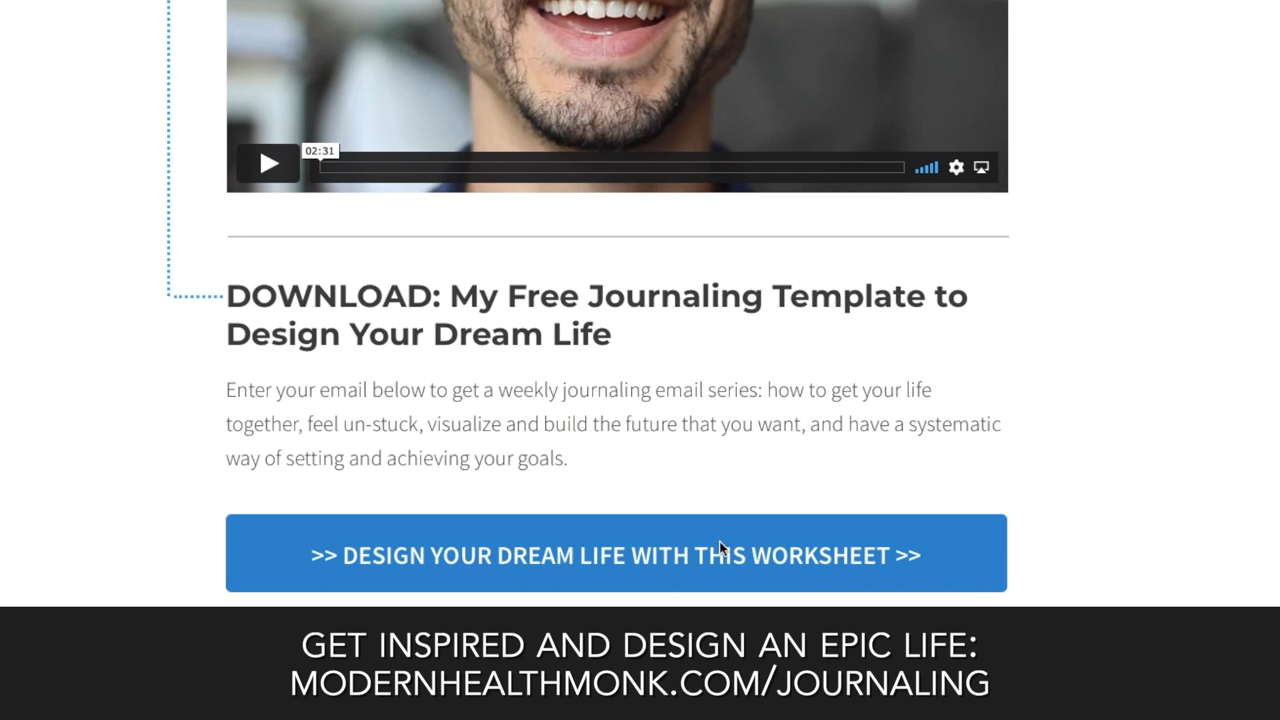 02:31
DOWNLOAD: My Free Journaling Template to
Design Your Dream Life
Enter your email below to get a weekly journaling email series: how to get your life
together, feel un-stuck, visualize and build the future that you want, and have a systematic
way of setting and achieving your goals.
>> DESIGN YOUR DREAM LIFE WITH THIS WORKSHEET >>
GET INSPIRED AND DESIGN AN EPIC LIFE:
MODERNHEALTHMONK.COM/JOURNALING